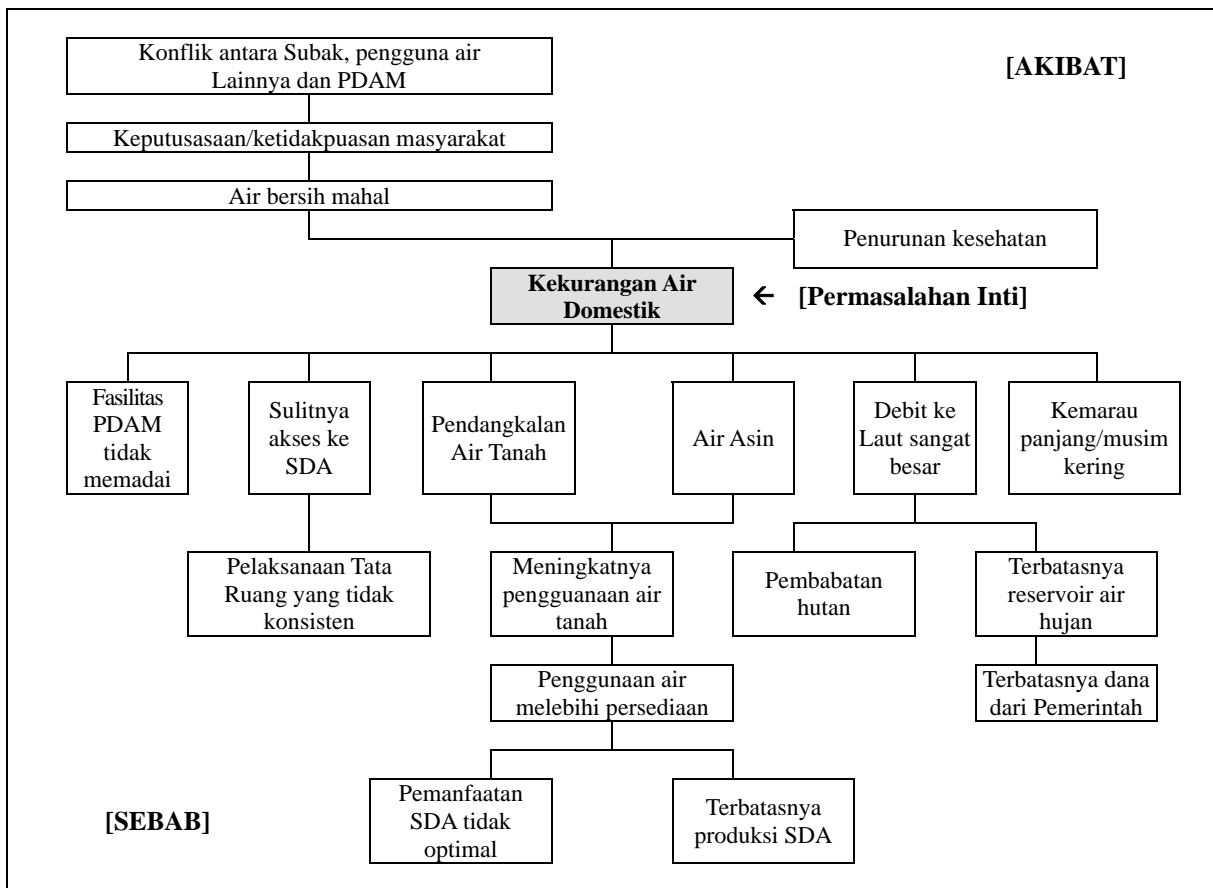 Konflik antara Subak, pengguna air
Lainnya dan PDAM
[AKIBAT]
Keputusasaan/ketidakpuasan masyarakat
Air bersih mahal
Penurunan kesehatan
Kekurangan Air
Domestik
← [Permasalahan Inti]
Fasilitas
PDAM
tidak
memadai
Sulitnya
akses ke
SDA
Pendangkalan
Air Tanah
Air Asin
Debit ke
Laut sangat
besar
Kemarau
panjang/musim
kering
Pelaksanaan Tata
Ruang yang tidak
konsisten
Meningkatnya
pengguanaan air
tanah
Pembabatan
hutan
Terbatasnya
reservoir air
hujan
Penggunaan air
melebihi persediaan
Terbatasnya dana
dari Pemerintah
[SEBAB]
Pemanfaatan
SDA tidak
optimal
Terbatasnya
produksi SDA